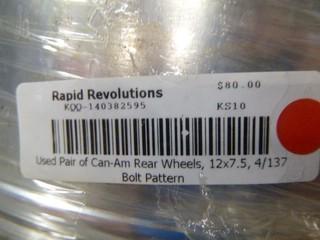 Rapid Revolutions $80.00
KQD-140382595 KS10
Used Pair of Can-Am Rear Wheels, 12x7.5, 4/137
Bolt Pattern